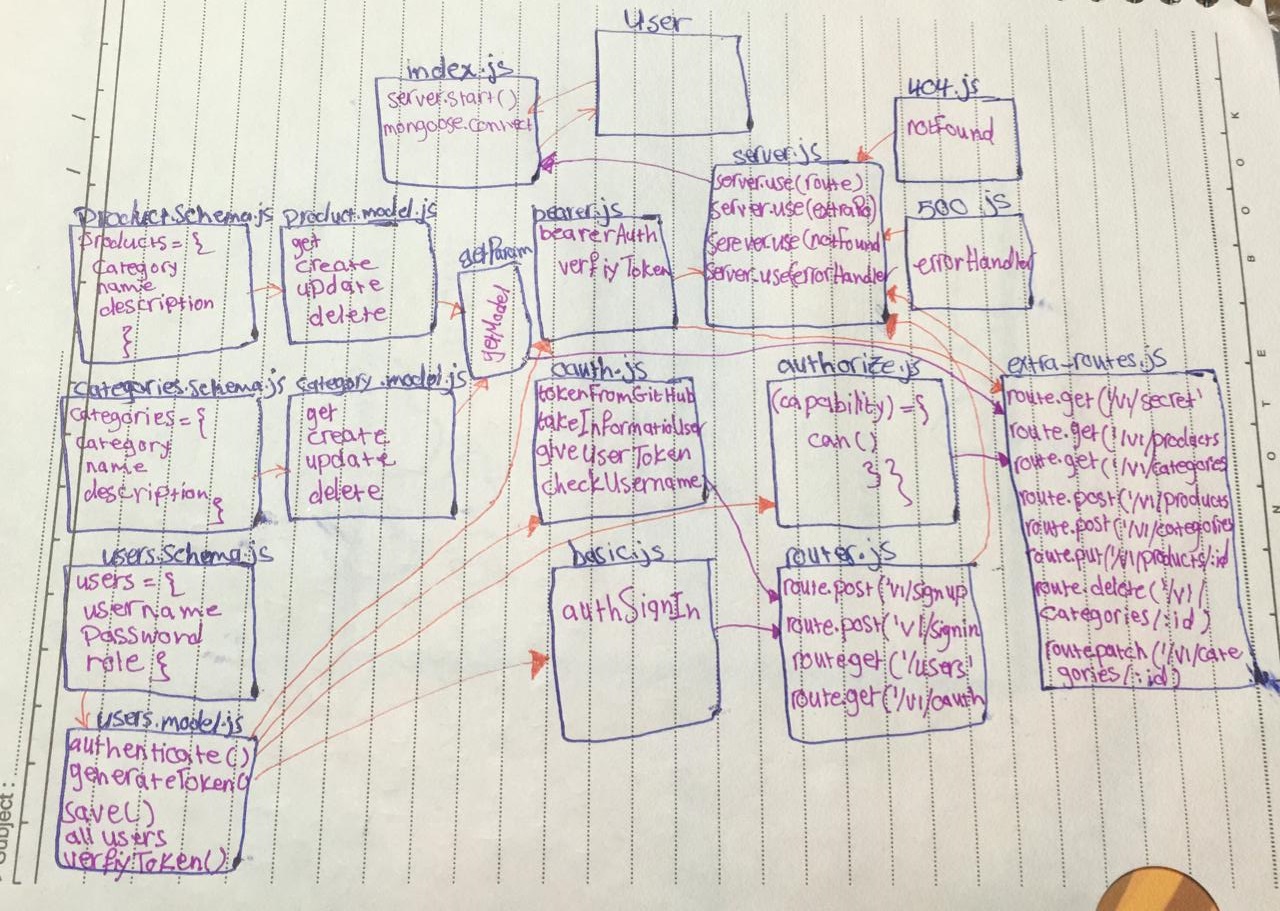 User
index.js
server.start()
mongoose.connect
404.js
notFound
server.js
server.use(route)
server.use(extraRo
serever.use(notFound
server.use(errorHandler
500 js
errorHandler
Product.Schema.js
products = {
category
name
description
}
product.model.js
get
create
update
delete
getParam
getModel
bearer.js
bearerAuth
verfiyToken
categories.schema.js
categories = {
category
name
description
}
category.model.js
get
create
update
delete
oauth.js
tokenFromGitHub
takeInformatioUser
giveUserToken
checkUsername
authorize.js
(capability) = {
can()
} }
extra-routes.js
route.get('/v1/secret'
route.get('/v1/products
route.get('/v1/categories
route.post('/v1/products
route.post('/v1/categories
route.put('/v1/products/:id
route.delete('/v1/
categories/:id)
route.patch('/v1/cate
gories/:id)
users.schema.js
users = {
username
password
role {
basic.js
authSignIn
router.js
route.post('v1/signup
route.post('v1/signin
route.get('/users'
route.get('/v1/oauth
users.model.js
authenticate()
generateToken()
save()
all users
verfiyToken()
Subject: